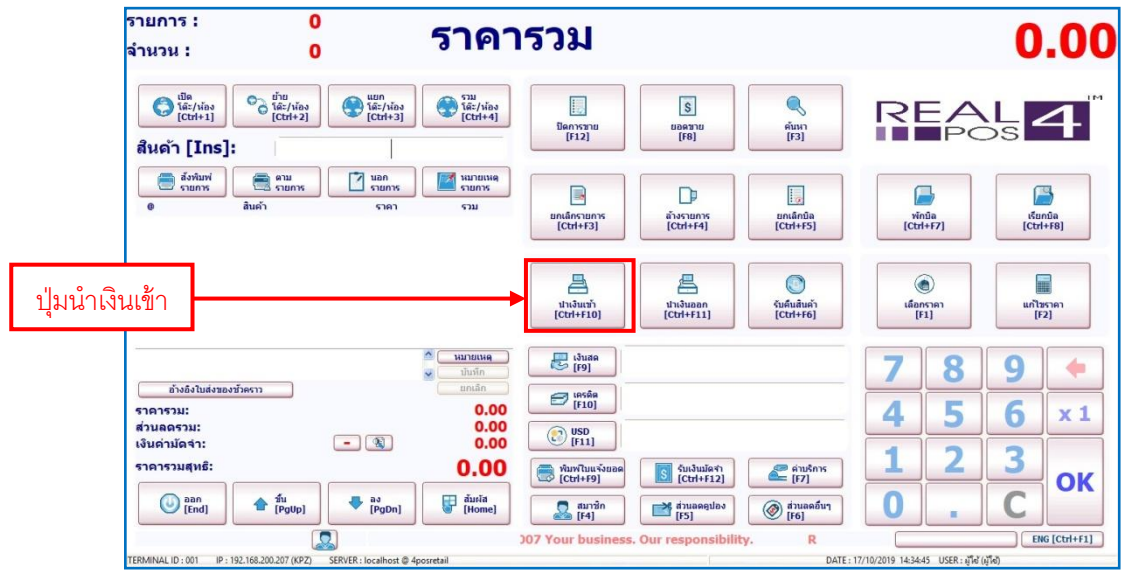 รายการ : 0
จำนวน : 0
ราคารวม
0.00
เปิด
โต๊ะ/ห้อง
[Ctrl+1]
ย้าย
โต๊ะ/ห้อง
[Ctrl+2]
แยก
โต๊ะ/ห้อง
[Ctrl+3]
รวม
โต๊ะ/ห้อง
[Ctrl+4]
ปิดการขาย
[F12]
ยอดขาย
[F8]
ค้นหา
[F3]
REAL POS 4 TM
สินค้า [Ins]:
สั่งพิมพ์
รายการ
ตาม
รายการ
นอก
รายการ
หมายเหตุ
รายการ
@ สินค้า ราคา รวม
ยกเลิกรายการ
[Ctrl+F3]
ล้างรายการ
[Ctrl+F4]
ยกเลิกบิล
[Ctrl+F5]
พักบิล
[Ctrl+F7]
เรียกบิล
[Ctrl+F8]
ปุ่มนำเงินเข้า
นำเงินเข้า
[Ctrl+F10]
นำเงินออก
[Ctrl+F11]
รับคืนสินค้า
[Ctrl+F6]
เลือกราคา
[F1]
แก้ไขราคา
[F2]
หมายเหตุ
บันทึก
ยกเลิก
อ้างอิงใบส่งของชั่วคราว
ราคารวม: 0.00
ส่วนลดรวม: 0.00
เงินค่ามัดจำ: - 0.00
ราคารวมสุทธิ: 0.00
เงินสด
[F9]
เครดิต
[F10]
USD
[F11]
7 8 9
4 5 6 x 1
1 2 3
0 . C OK
พิมพ์ใบแจ้งยอด
[Ctrl+F9]
รับเงินมัดจำ
[Ctrl+F12]
ค่าบริการ
[F7]
ออก
[End]
ขึ้น
[PgUp]
ลง
[PgDn]
สัมผัส
[Home]
สมาชิก
[F4]
ส่วนลดคูปอง
[F5]
ส่วนลดอื่นๆ
[F6]
007 Your business. Our responsibility. R
ENG [Ctrl+F1]
TERMINAL ID : 001 IP : 192.168.200.207 (KPZ) SERVER : localhost @ 4posretail DATE : 17/10/2019 14:34:45 USER : ผู้ใช้ (ผู้ใช้)